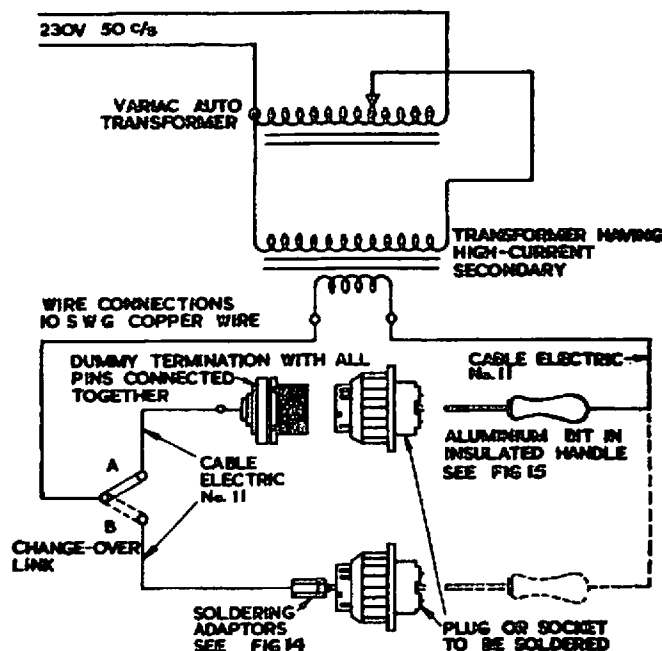 230V 50 c/s
VARIAC AUTO
TRANSFORMER
TRANSFORMER HAVING
HIGH-CURRENT
SECONDARY
WIRE CONNECTIONS
10 S W G COPPER WIRE
DUMMY TERMINATION WITH ALL
PINS CONNECTED
TOGETHER
CABLE ELECTRIC
No. 11
ALUMINIUM BIT IN
INSULATED HANDLE
SEE FIG 15
A
CABLE
ELECTRIC
No. 11
B
CHANGE-OVER
LINK
SOLDERING
ADAPTORS
SEE FIG 14
PLUG OR SOCKET
TO BE SOLDERED